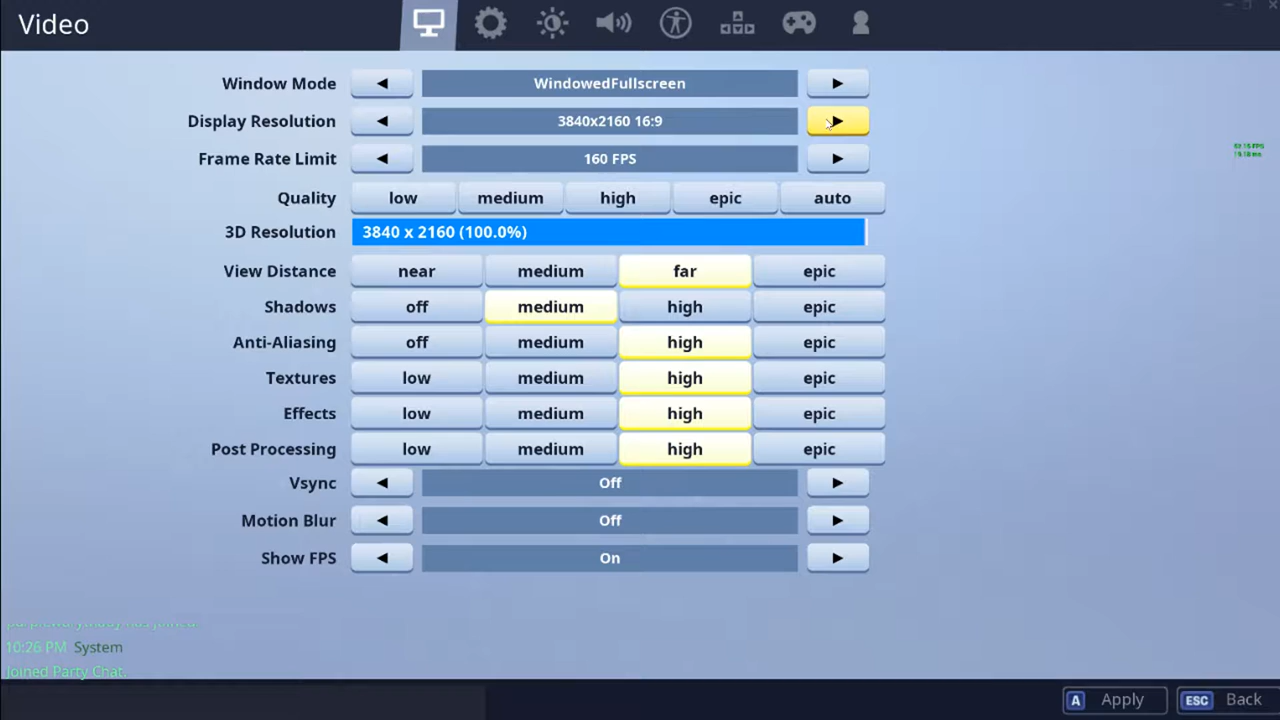 Video
Window Mode ◄ WindowedFullscreen ►
Display Resolution ◄ 3840x2160 16:9 ►
Frame Rate Limit ◄ 160 FPS ►
Quality low medium high epic auto
3D Resolution 3840 x 2160 (100.0%)
View Distance near medium far epic
Shadows off medium high epic
Anti-Aliasing off medium high epic
Textures low medium high epic
Effects low medium high epic
Post Processing low medium high epic
Vsync ◄ Off ►
Motion Blur ◄ Off ►
Show FPS ◄ On ►
has joined.
10:26 PM System
Joined Party Chat.
A Apply ESC Back